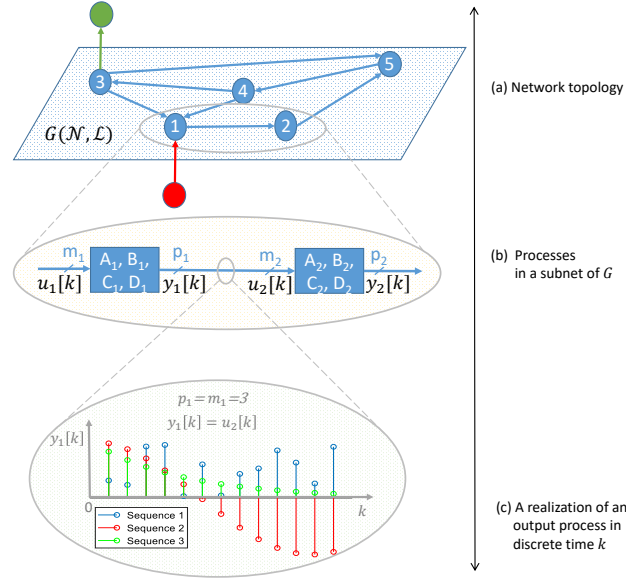 3
5
4
1
2
G(𝒩, ℒ)
(a) Network topology
m₁
A₁, B₁,
C₁, D₁
p₁
u₁[k]
y₁[k]
m₂
A₂, B₂,
C₂, D₂
p₂
u₂[k]
y₂[k]
(b) Processes
in a subnet of G
p₁=m₁=3
y₁[k] = u₂[k]
y₁[k]
0
k
Sequence 1
Sequence 2
Sequence 3
(c) A realization of an
output process in
discrete time k